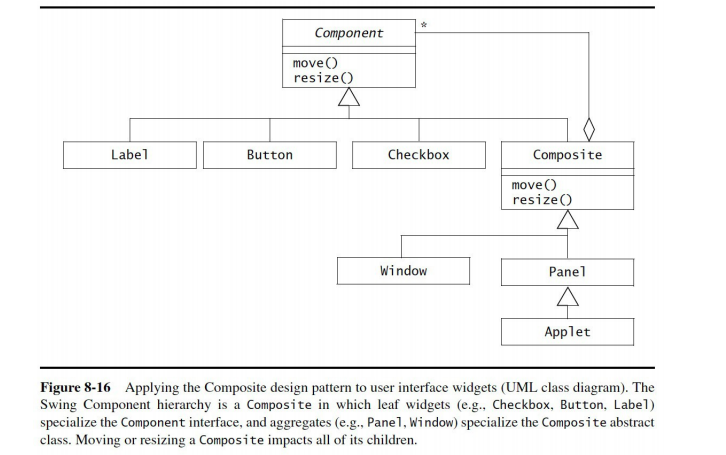 Component
*
move()
resize()
Label
Button
Checkbox
Composite
move()
resize()
Window
Panel
Applet
Figure 8-16 Applying the Composite design pattern to user interface widgets (UML class diagram). The
Swing Component hierarchy is a Composite in which leaf widgets (e.g., Checkbox, Button, Label)
specialize the Component interface, and aggregates (e.g., Panel, Window) specialize the Composite abstract
class. Moving or resizing a Composite impacts all of its children.